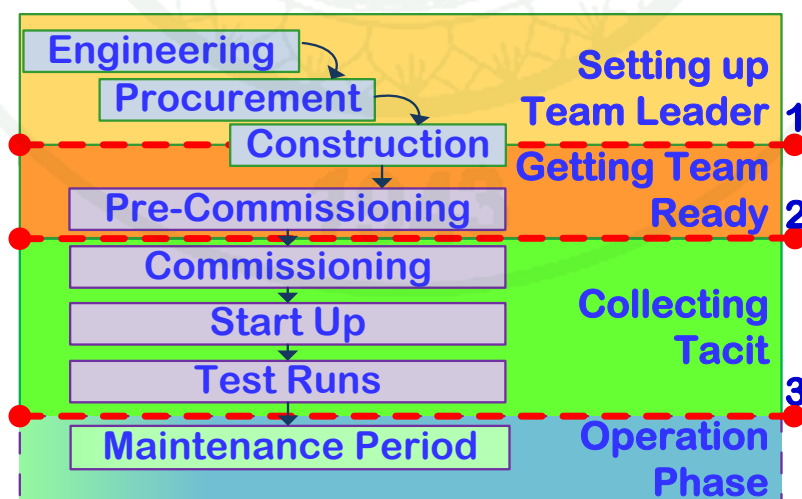 Engineering
Procurement
Construction
Setting up
Team Leader
1
Pre-Commissioning
Getting Team
Ready
2
Commissioning
Start Up
Test Runs
Collecting
Tacit
3
Maintenance Period
Operation
Phase